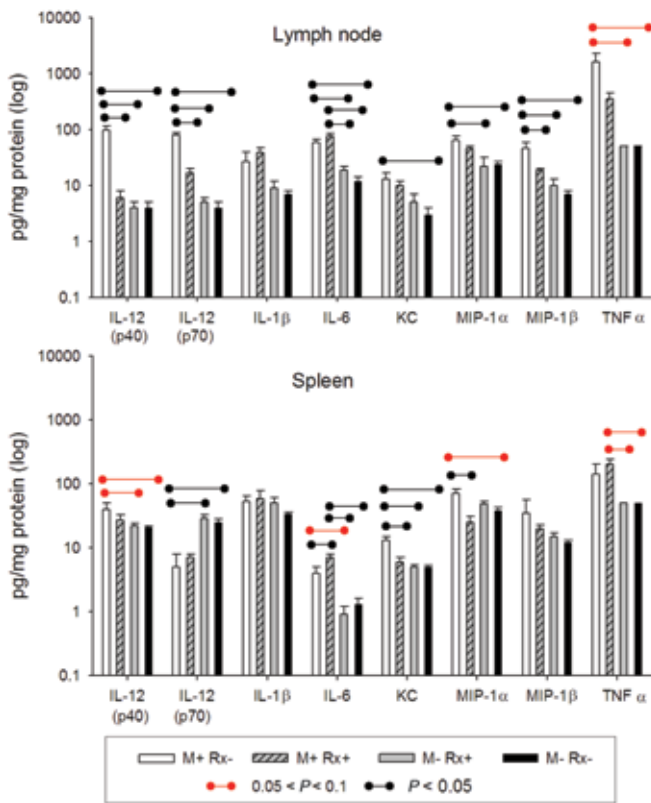 Lymph node
pg/mg protein (log)
10000
1000
100
10
1
0.1
IL-12 (p40)
IL-12 (p70)
IL-1β
IL-6
KC
MIP-1α
MIP-1β
TNF α
Spleen
pg/mg protein (log)
10000
1000
100
10
1
0.1
IL-12 (p40)
IL-12 (p70)
IL-1β
IL-6
KC
MIP-1α
MIP-1β
TNF α
M+ Rx- M+ Rx+ M- Rx+ M- Rx-
0.05 < P < 0.1 P < 0.05